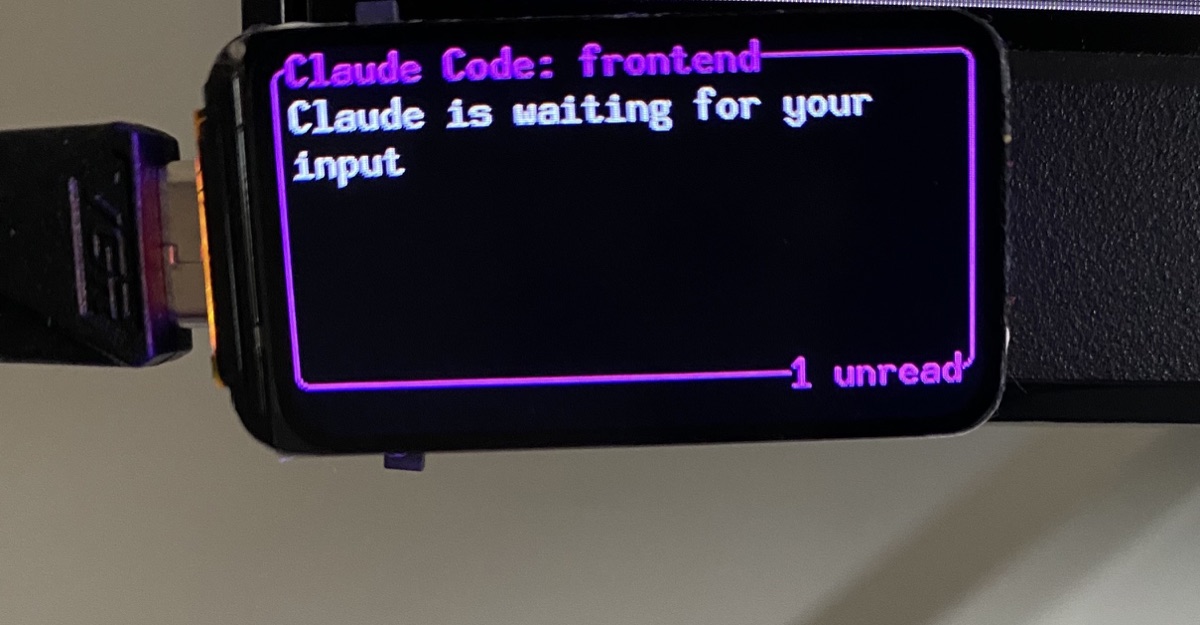 Claude Code: frontend
Claude is waiting for your
input
1 unread